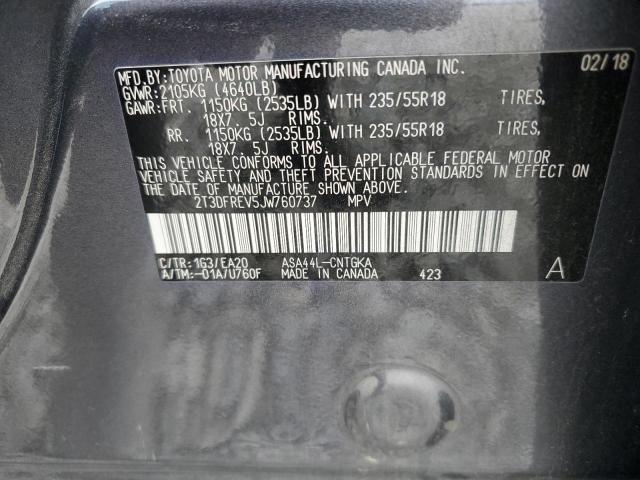 MFD.BY:TOYOTA MOTOR MANUFACTURING CANADA INC. 02/18
GVWR:2105KG (4640LB)
GAWR:FRT. 1150KG (2535LB) WITH 235/55R18 TIRES,
18X7.5J RIMS.
RR. 1150KG (2535LB) WITH 235/55R18 TIRES,
18X7.5J RIMS.
THIS VEHICLE CONFORMS TO ALL APPLICABLE FEDERAL MOTOR
VEHICLE SAFETY AND THEFT PREVENTION STANDARDS IN EFFECT ON
THE DATE OF MANUFACTURE SHOWN ABOVE.
2T3DFREV5JW760737 MPV
C/TR:1G3/EA20 ASA44L-CNTGKA
A/TM:-01A/U760F MADE IN CANADA 423 A